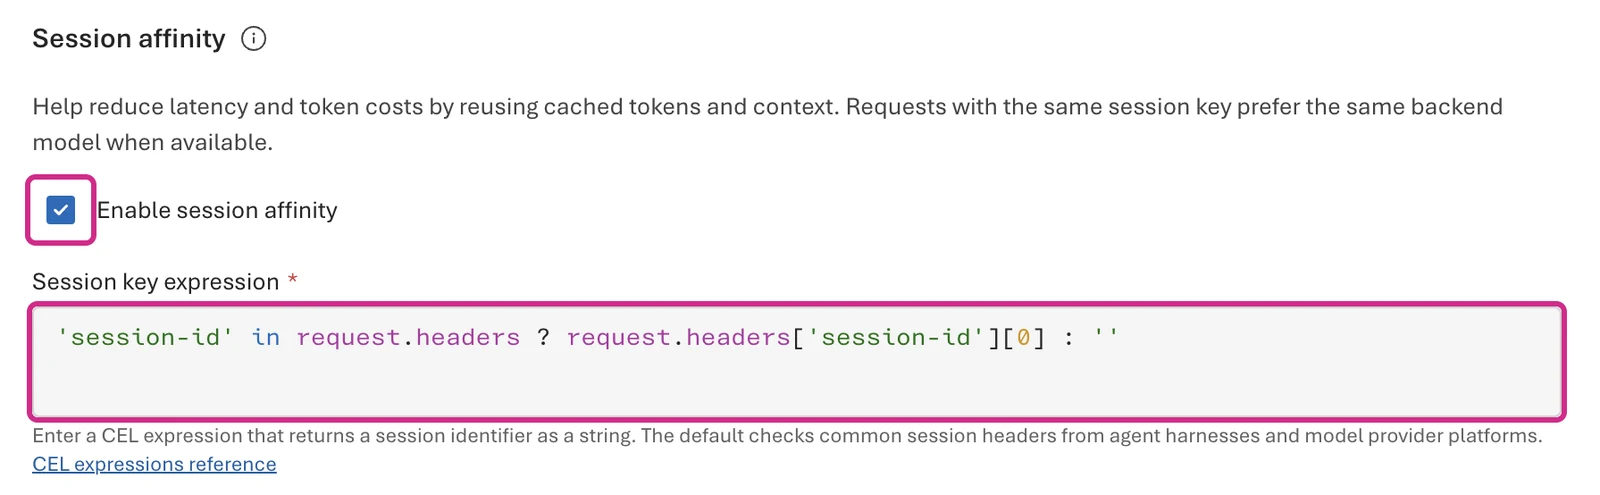 Session affinity
Help reduce latency and token costs by reusing cached tokens and context. Requests with the same session key prefer the same backend
model when available.
Enable session affinity
Session key expression *
'session-id' in request.headers ? request.headers['session-id'][0] : ''
Enter a CEL expression that returns a session identifier as a string. The default checks common session headers from agent harnesses and model provider platforms.
CEL expressions reference